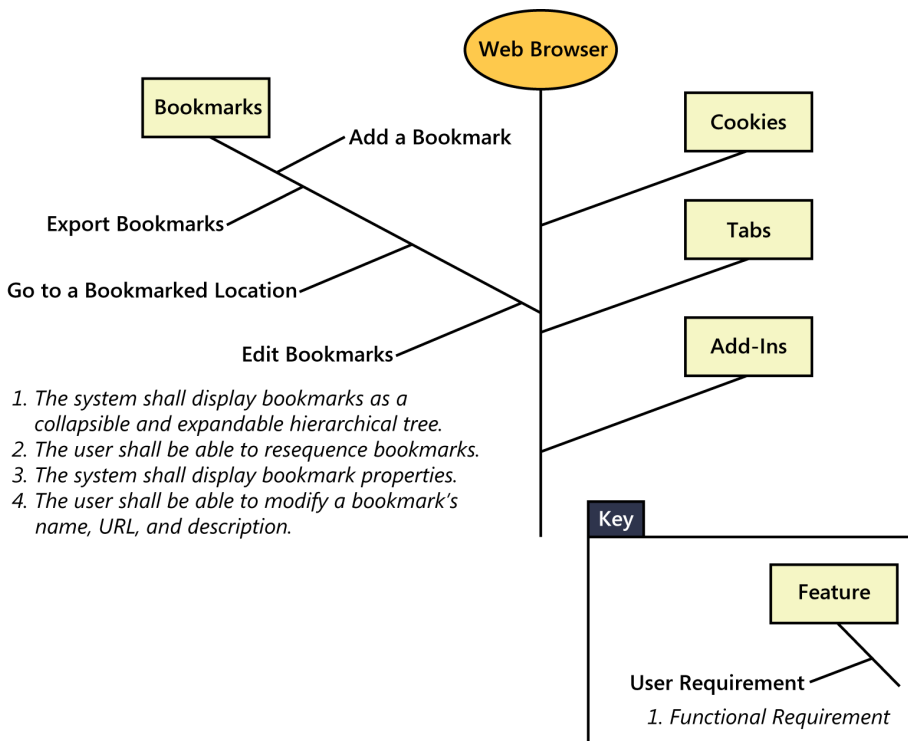 Web Browser
Bookmarks
Add a Bookmark
Export Bookmarks
Go to a Bookmarked Location
Edit Bookmarks
1. The system shall display bookmarks as a
collapsible and expandable hierarchical tree.
2. The user shall be able to resequence bookmarks.
3. The system shall display bookmark properties.
4. The user shall be able to modify a bookmark’s
name, URL, and description.
Cookies
Tabs
Add-Ins
Key
Feature
User Requirement
1. Functional Requirement